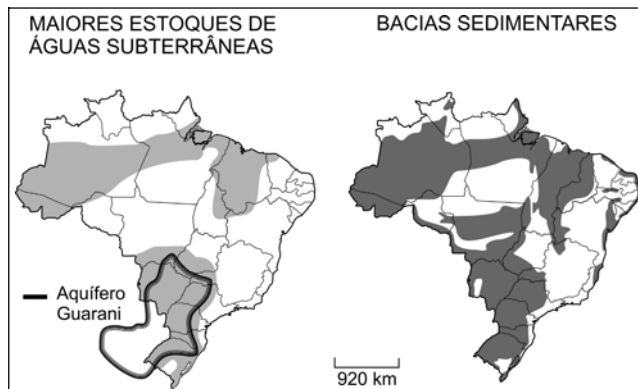 MAIORES ESTOQUES DE
ÁGUAS SUBTERRÂNEAS
BACIAS SEDIMENTARES
Aquífero
Guarani
920 km